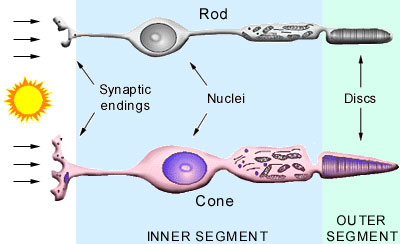 Rod
Synaptic
endings
Nuclei
Discs
Cone
INNER SEGMENT
OUTER
SEGMENT